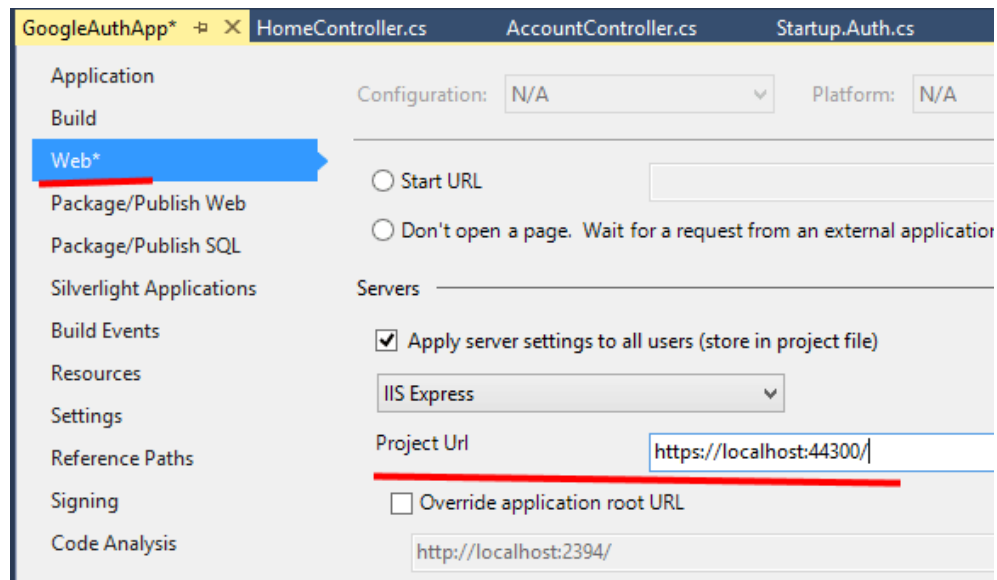 GoogleAuthApp* HomeController.cs AccountController.cs Startup.Auth.cs
Application
Build
Web*
Package/Publish Web
Package/Publish SQL
Silverlight Applications
Build Events
Resources
Settings
Reference Paths
Signing
Code Analysis
Configuration: N/A Platform: N/A
Start URL
Don't open a page. Wait for a request from an external application
Servers
Apply server settings to all users (store in project file)
IIS Express
Project Url https://localhost:44300/
Override application root URL
http://localhost:2394/